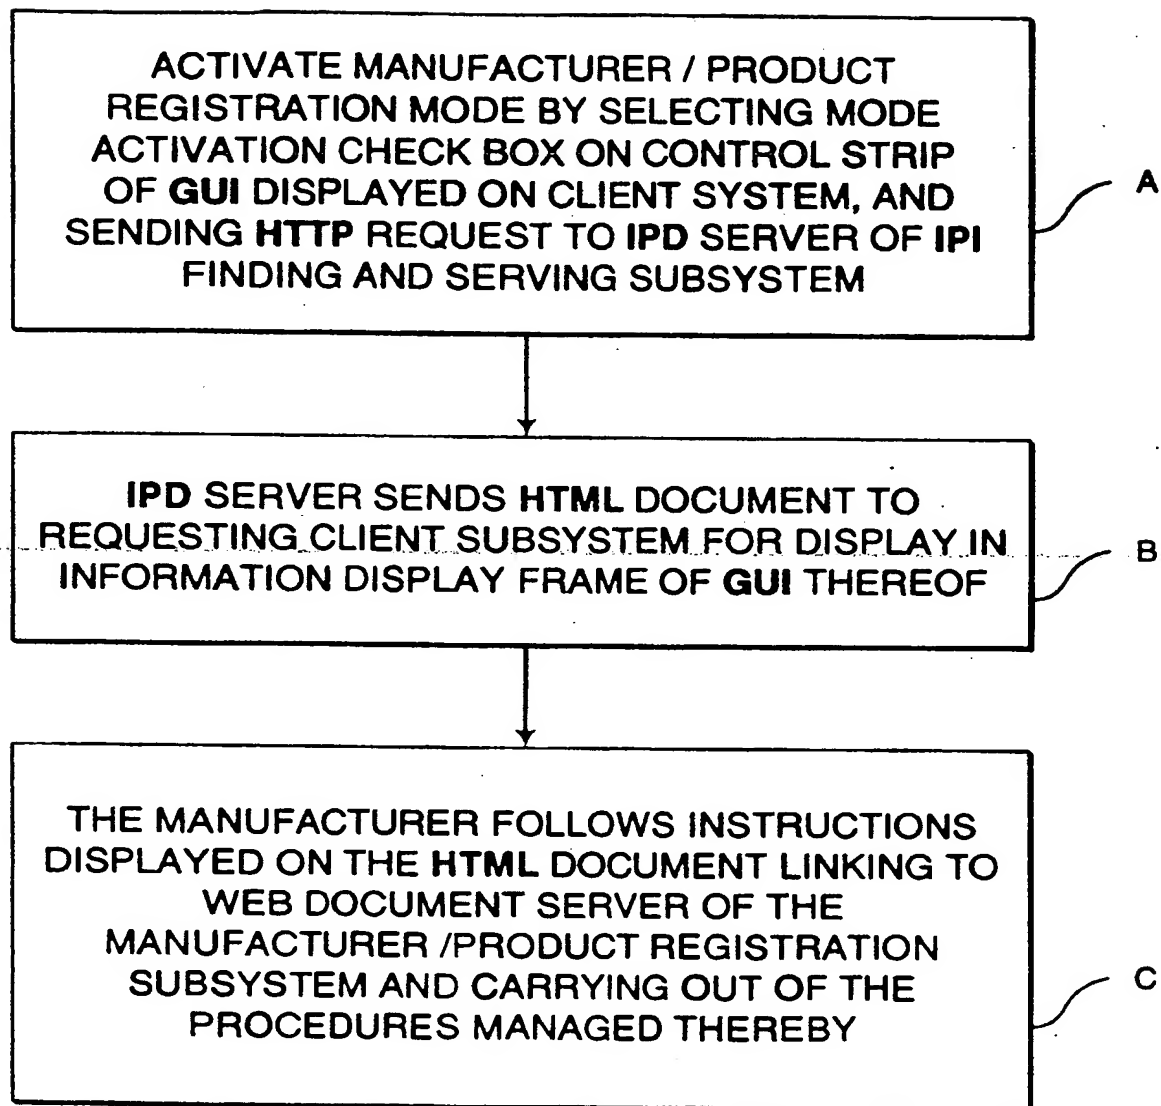 ACTIVATE MANUFACTURER / PRODUCT
REGISTRATION MODE BY SELECTING MODE
ACTIVATION CHECK BOX ON CONTROL STRIP
OF GUI DISPLAYED ON CLIENT SYSTEM, AND
SENDING HTTP REQUEST TO IPD SERVER OF IPI
FINDING AND SERVING SUBSYSTEM
A
IPD SERVER SENDS HTML DOCUMENT TO
REQUESTING CLIENT SUBSYSTEM FOR DISPLAY IN
INFORMATION DISPLAY FRAME OF GUI THEREOF
B
THE MANUFACTURER FOLLOWS INSTRUCTIONS
DISPLAYED ON THE HTML DOCUMENT LINKING TO
WEB DOCUMENT SERVER OF THE
MANUFACTURER /PRODUCT REGISTRATION
SUBSYSTEM AND CARRYING OUT OF THE
PROCEDURES MANAGED THEREBY
C